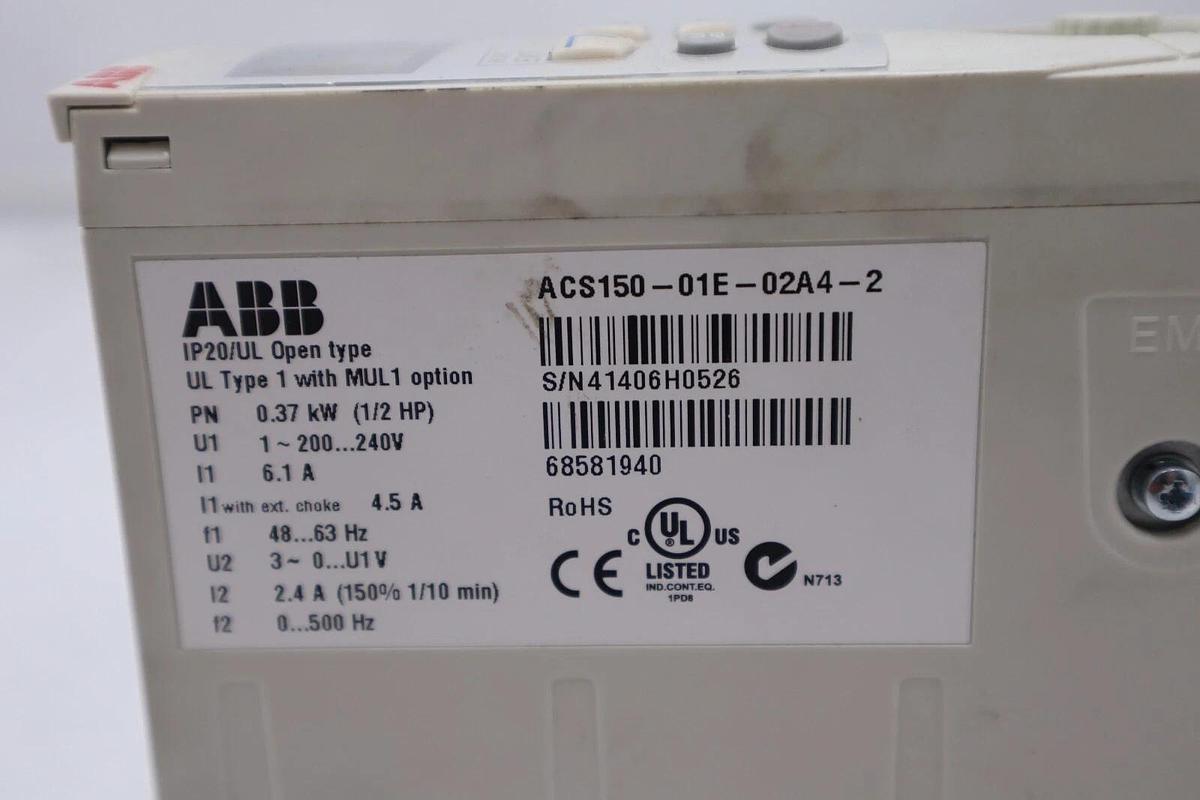 ABB
IP20/UL Open type
UL Type 1 with MUL1 option
PN 0.37 kW (1/2 HP)
U1 1~200...240V
I1 6.1 A
I1 with ext. choke 4.5 A
f1 48...63 Hz
U2 3~ 0...U1 V
I2 2.4 A (150% 1/10 min)
f2 0...500 Hz
ACS150-01E-02A4-2
S/N41406H0526
68581940
RoHS
C UL ® US
LISTED
IND.CONT.EQ.
1PD8
CE
N713
EM